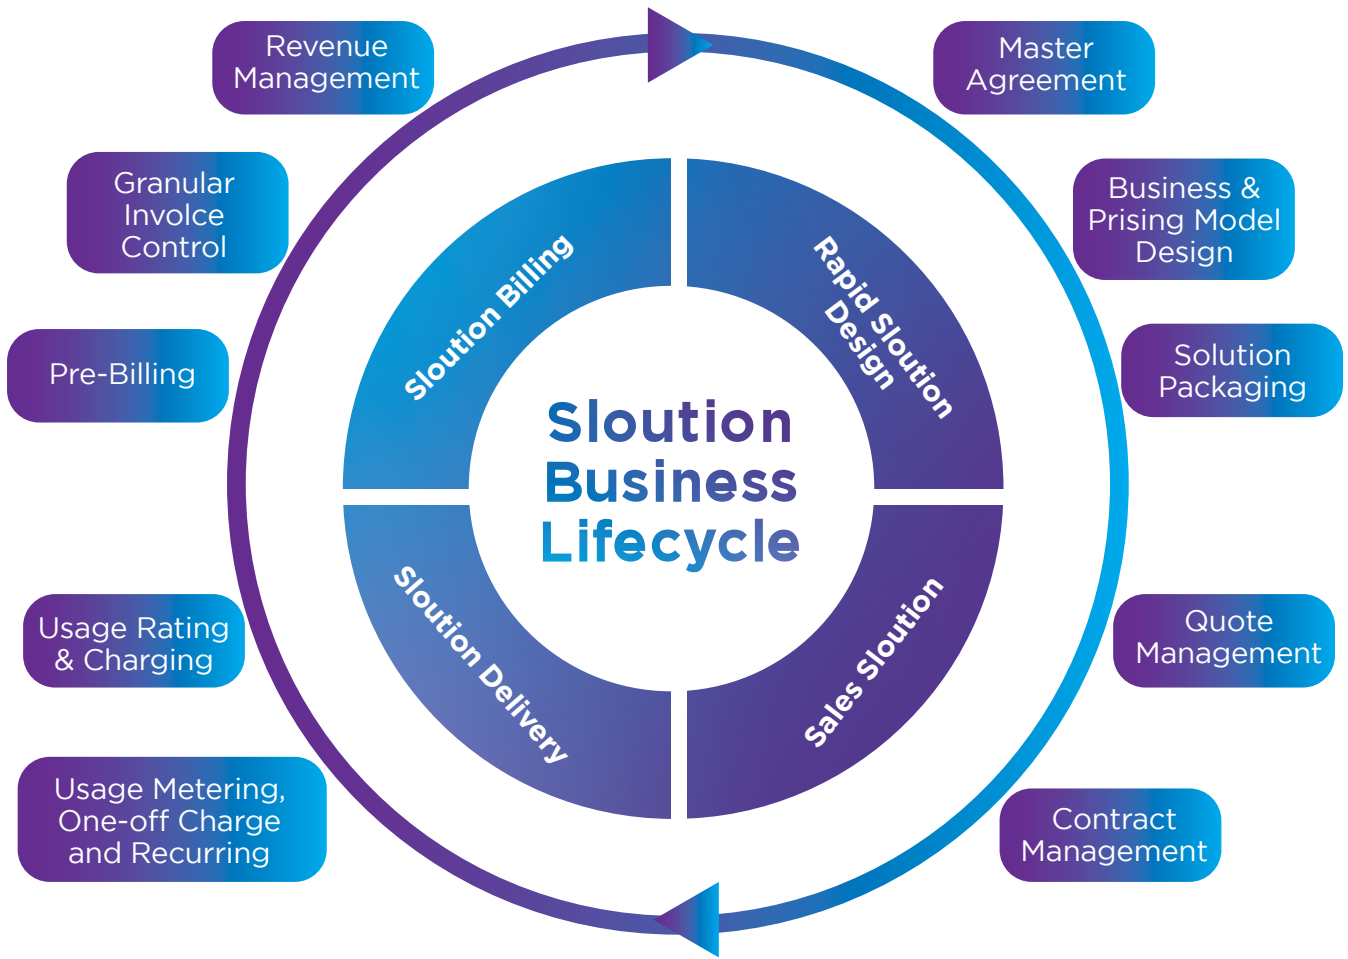 Revenue
Management
Master
Agreement
Granular
Involce
Control
Business &
Prising Model
Design
Pre-Billing
Solution
Packaging
Sloution Billing
Rapid Sloution
Design
Sloution
Business
Lifecycle
Sloution Delivery
Sales Sloution
Usage Rating
& Charging
Quote
Management
Usage Metering,
One-off Charge
and Recurring
Contract
Management